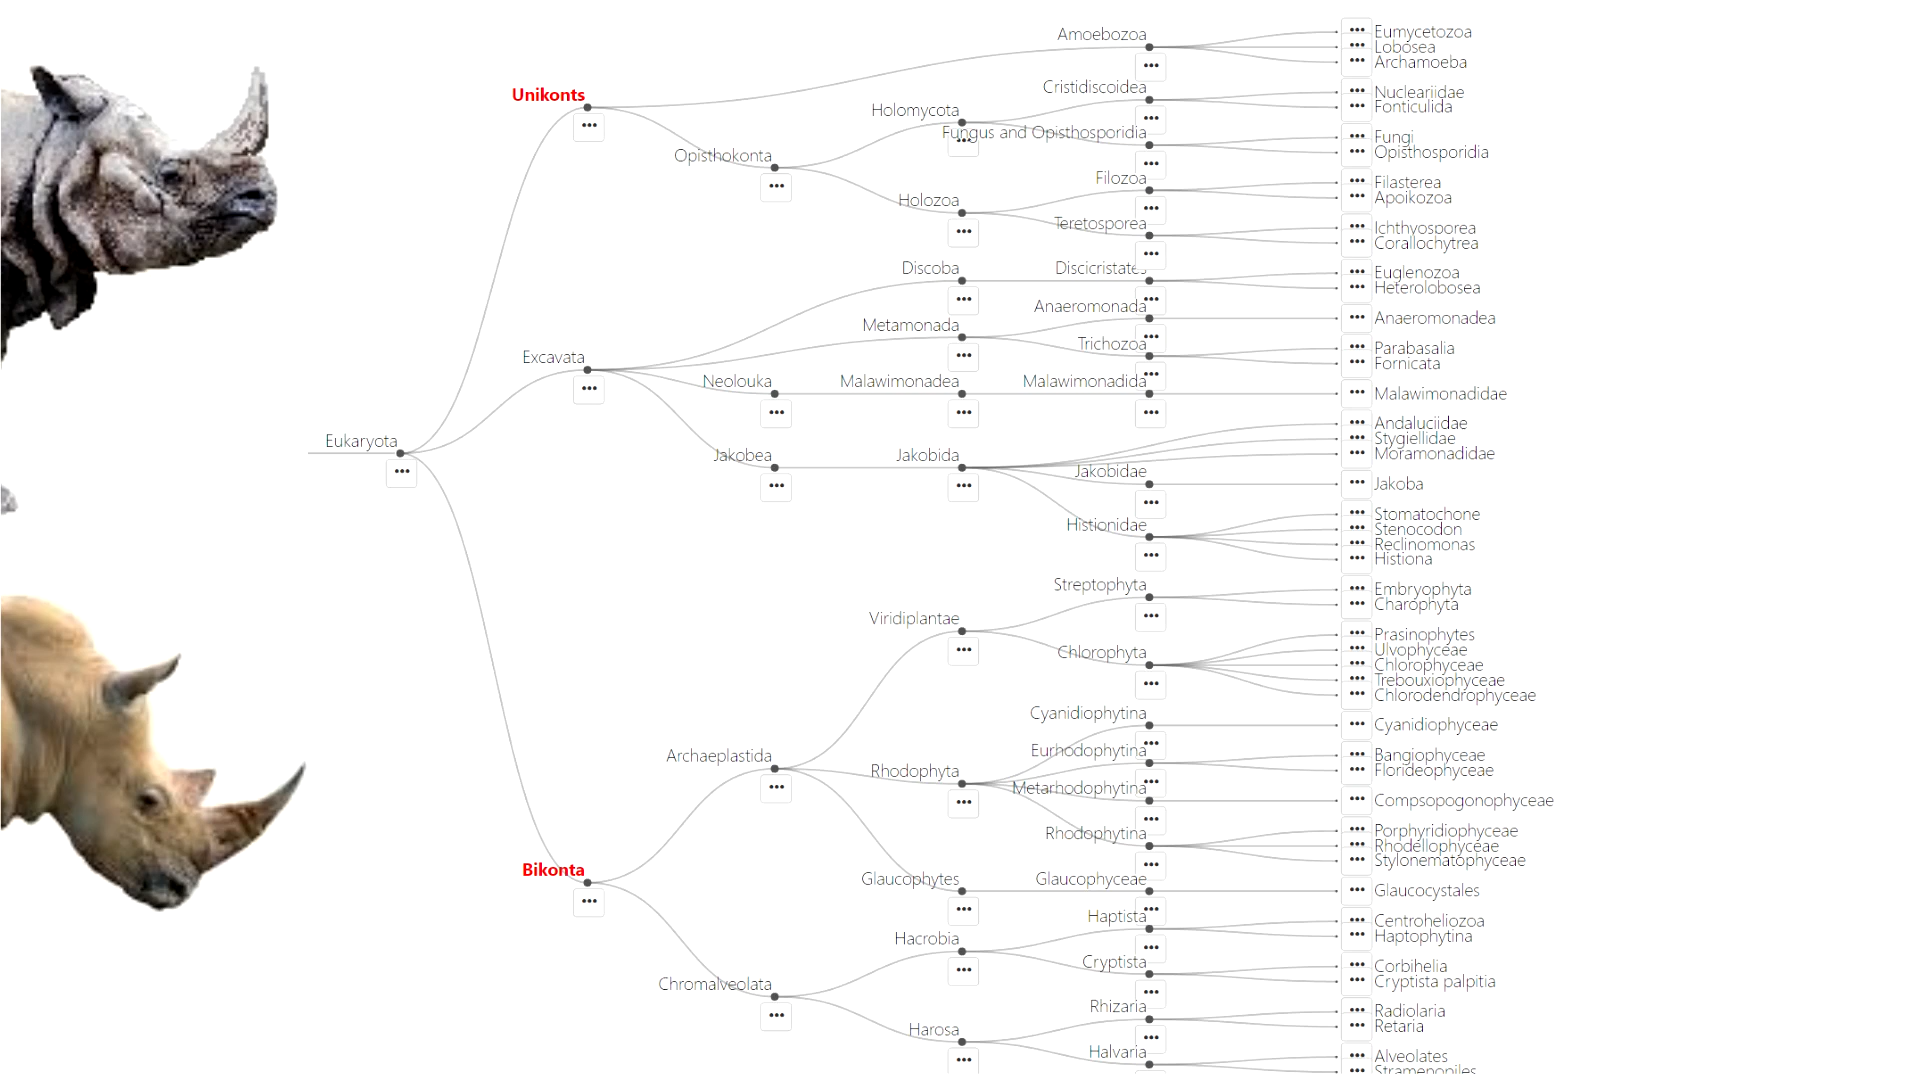 Eukaryota
Unikonts
Amoebozoa
Eumycetozoa
Lobosea
Archamoeba
Opisthokonta
Holomycota
Cristidiscoidea
Nucleariidae
Fonticulida
Fungus and Opisthosporidia
Fungi
Opisthosporidia
Holozoa
Filozoa
Filasterea
Apoikozoa
Teretosporea
Ichthyosporea
Corallochytrea
Excavata
Discoba
Discicristates
Euglenozoa
Heterolobosea
Metamonada
Anaeromonada
Anaeromonadea
Trichozoa
Parabasalia
Fornicata
Neolouka
Malawimonadea
Malawimonadida
Malawimonadidae
Jakobea
Jakobida
Andaluciidae
Stygiellidae
Moramonadidae
Jakobidae
Jakoba
Histionidae
Stomatochone
Stenocodon
Reclinomonas
Histiona
Bikonta
Archaeplastida
Viridiplantae
Streptophyta
Embryophyta
Charophyta
Chlorophyta
Prasinophytes
Ulvophyceae
Chlorophyceae
Trebouxiophyceae
Chlorodendrophyceae
Rhodophyta
Cyanidiophytina
Cyanidiophyceae
Eurhodophytina
Bangiophyceae
Florideophyceae
Metarhodophytina
Compsopogonophyceae
Rhodophytina
Porphyridiophyceae
Rhodellophyceae
Stylonematophyceae
Glaucophytes
Glaucophyceae
Glaucocystales
Chromalveolata
Hacrobia
Haptista
Centroheliozoa
Haptophytina
Cryptista
Corbihelia
Cryptista palpitia
Harosa
Rhizaria
Radiolaria
Retaria
Halvaria
Alveolates
Stramenopiles